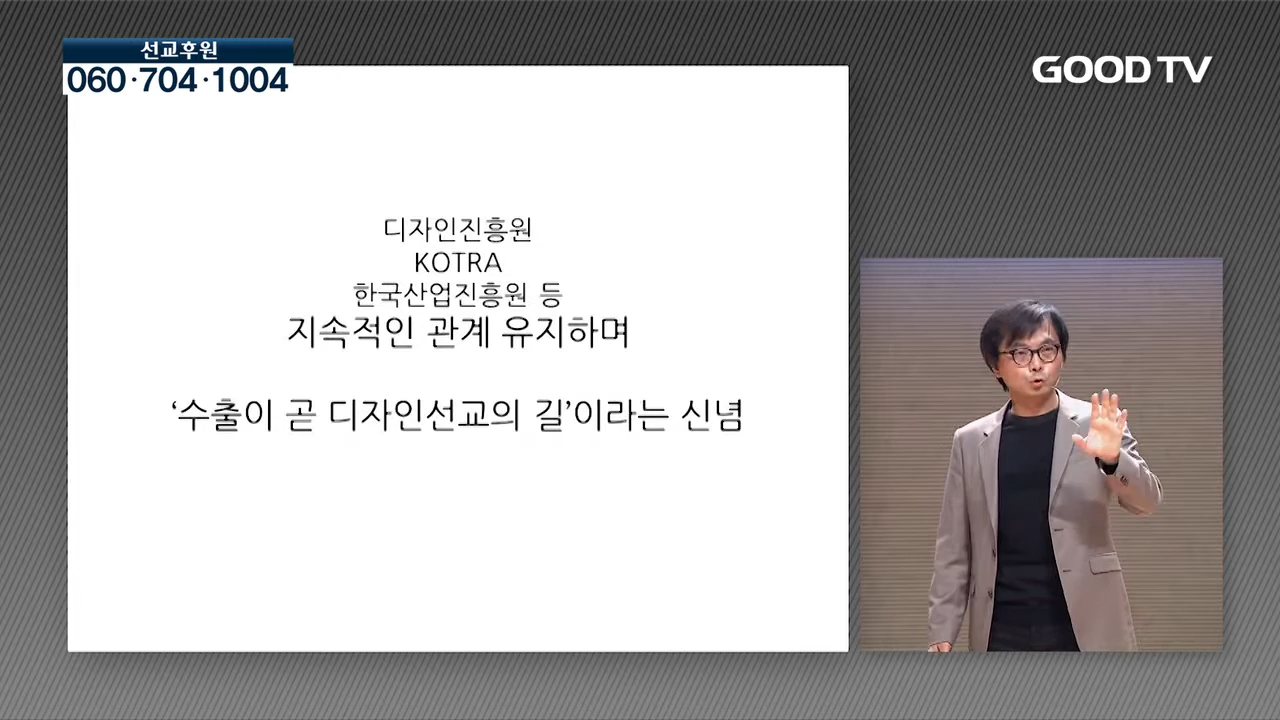 선교후원
060·704·1004
GOOD TV
디자인진흥원
KOTRA
한국산업진흥원 등
지속적인 관계 유지하며
‘수출이 곧 디자인선교의 길’이라는 신념